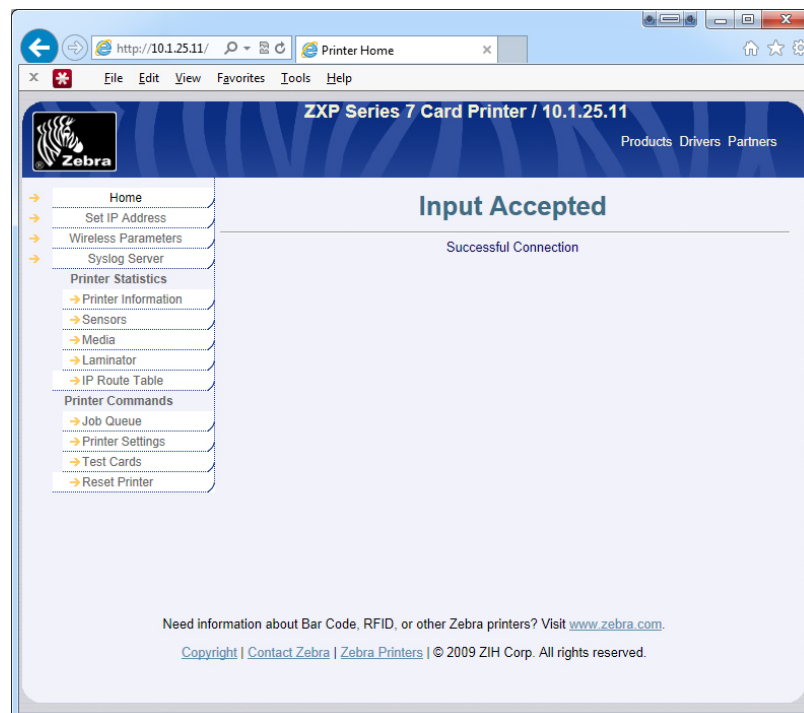 http://10.1.25.11/
Printer Home
File Edit View Favorites Tools Help
ZXP Series 7 Card Printer / 10.1.25.11
Products Drivers Partners
Zebra
Home
Set IP Address
Wireless Parameters
Syslog Server
Printer Statistics
Printer Information
Sensors
Media
Laminator
IP Route Table
Printer Commands
Job Queue
Printer Settings
Test Cards
Reset Printer
Input Accepted
Successful Connection
Need information about Bar Code, RFID, or other Zebra printers? Visit www.zebra.com.
Copyright | Contact Zebra | Zebra Printers | © 2009 ZIH Corp. All rights reserved.